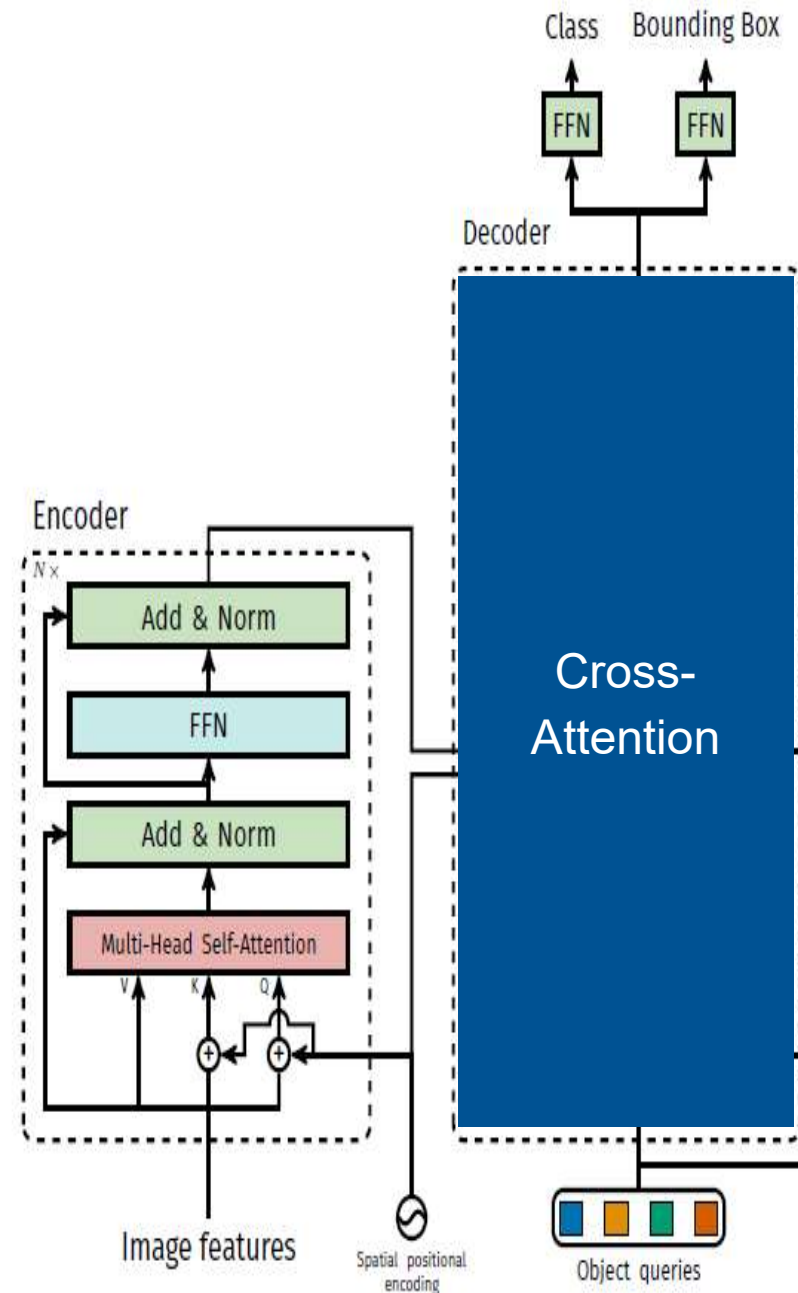 Class Bounding Box
FFN FFN
Decoder
Cross-
Attention
Encoder
N×
Add & Norm
FFN
Add & Norm
Multi-Head Self-Attention
V K Q
Image features
Spatial positional
encoding
Object queries